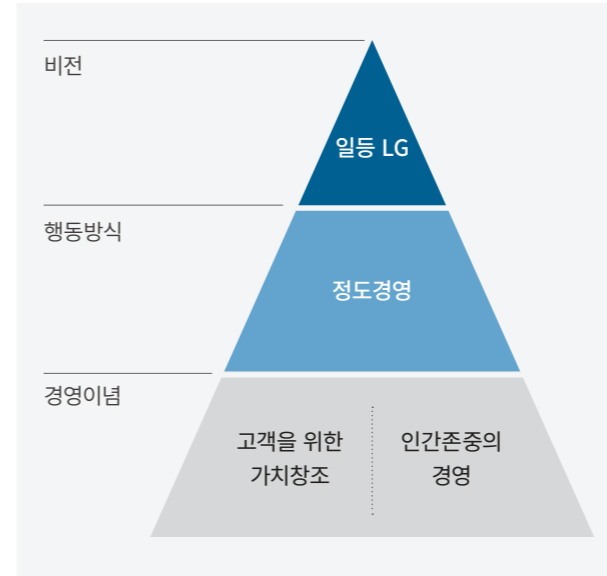 비전
일등 LG
행동방식
정도경영
경영이념
고객을 위한
가치창조
인간존중의
경영